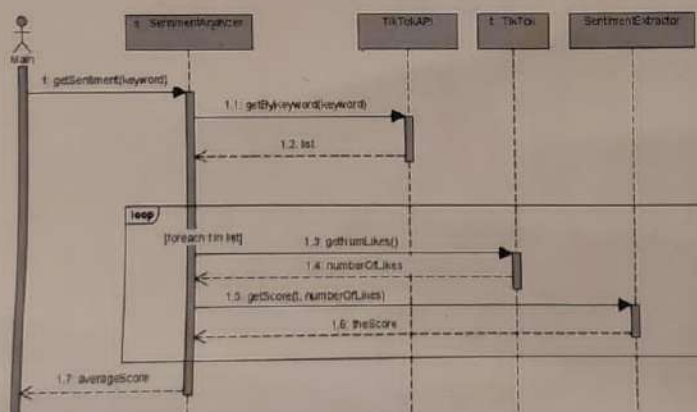 s : SentimentAnalyzer
TikTokAPI
t : TikTok
SentimentExtractor
Main
1: getSentiment(keyword)
1.1: getByKeyword(keyword)
1.2: list
loop
[foreach t in list]
1.3: getNumLikes()
1.4: numberOfLikes
1.5: getScore(t, numberOfLikes)
1.6: theScore
1.7: averageScore